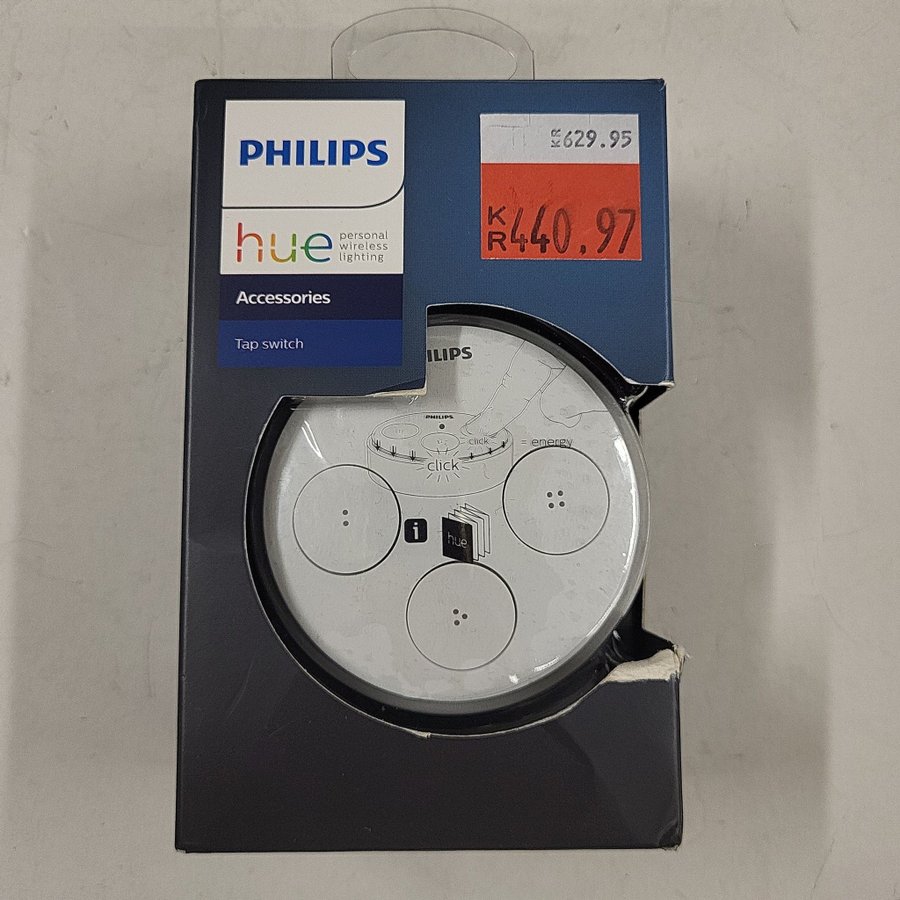 PHILIPS
hue personal
wireless
lighting
Accessories
Tap switch
KR 629.95
KR 440,97
ILIPS
PHILIPS
click
= energy
click
i
hue